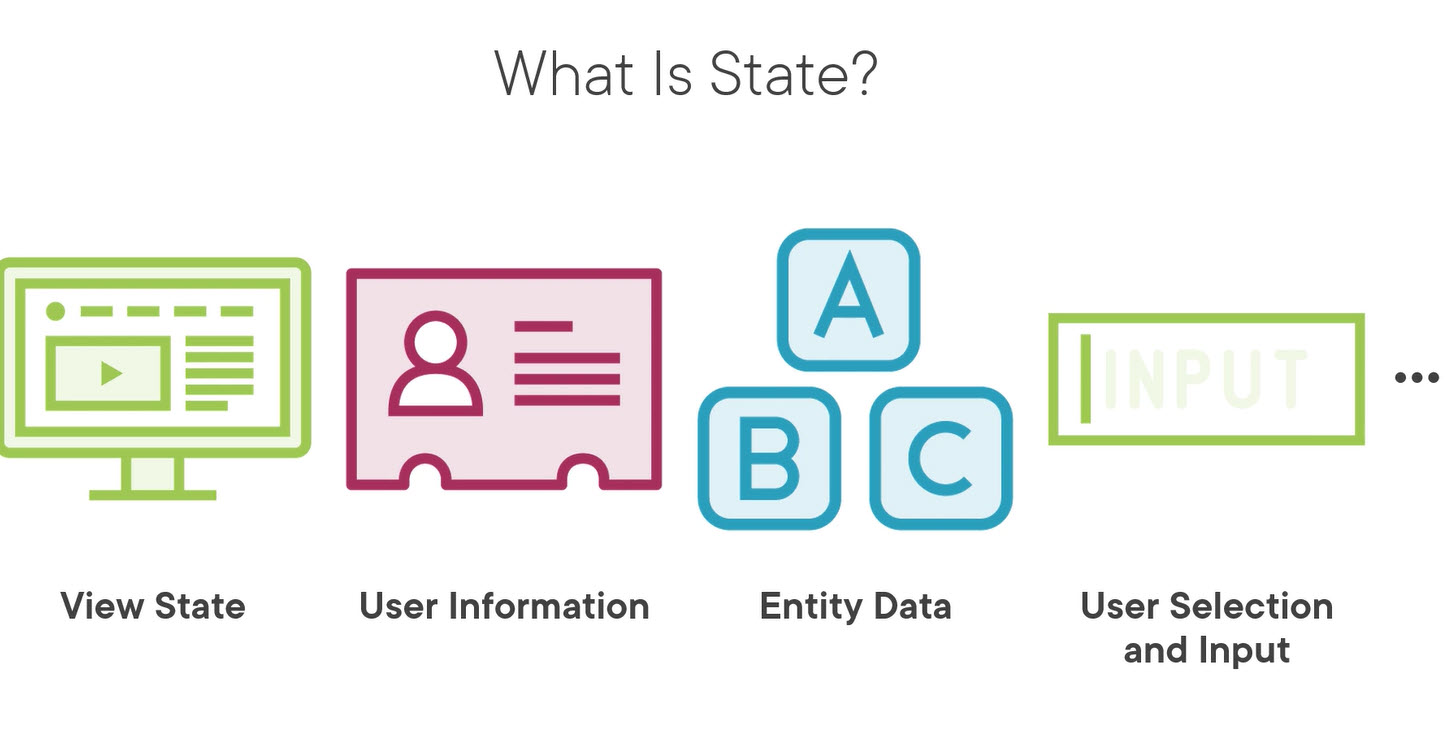 What Is State?
A
B
C
INPUT
View State
User Information
Entity Data
User Selection
and Input
...